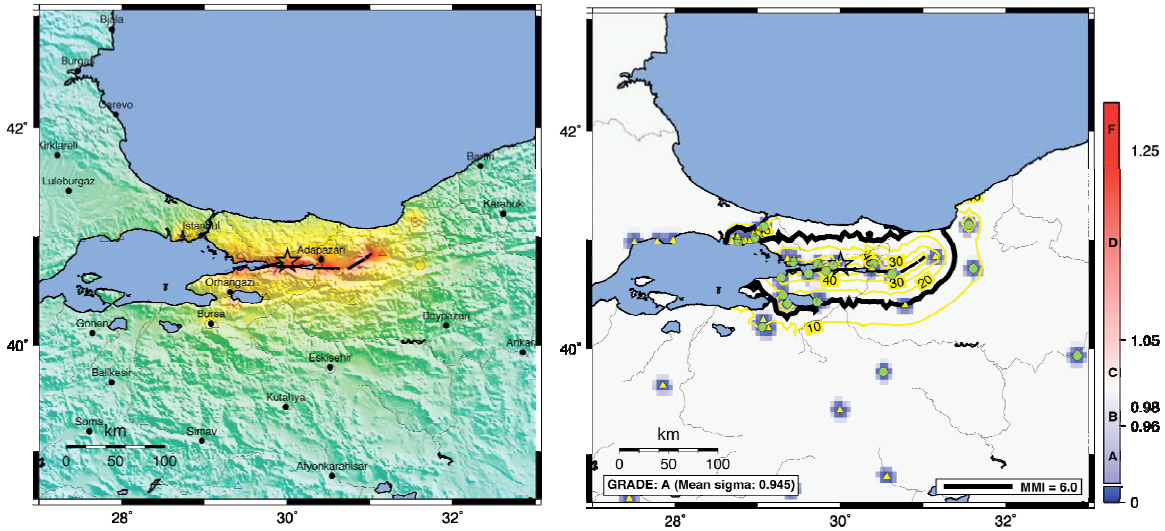 Bjala
Burgas
Carevo
42°
Kirklareli
Bartin
Luleburgaz
Karabuk
Istanbul
Adapazari
Orhangazi
Bursa
Gonan
Beypazari
40°
Ankar
Eskisehir
Balikesir
Kutahya
Soma
Simav
km
0 50 100
Afyonkarahisar
28° 30° 32°
42°
30
40
30
20
10
40°
km
0 50 100
GRADE: A (Mean sigma: 0.945)
MMI = 6.0
28° 30° 32°
F
1.25
D
1.05
C
0.98
B
0.96
A
0